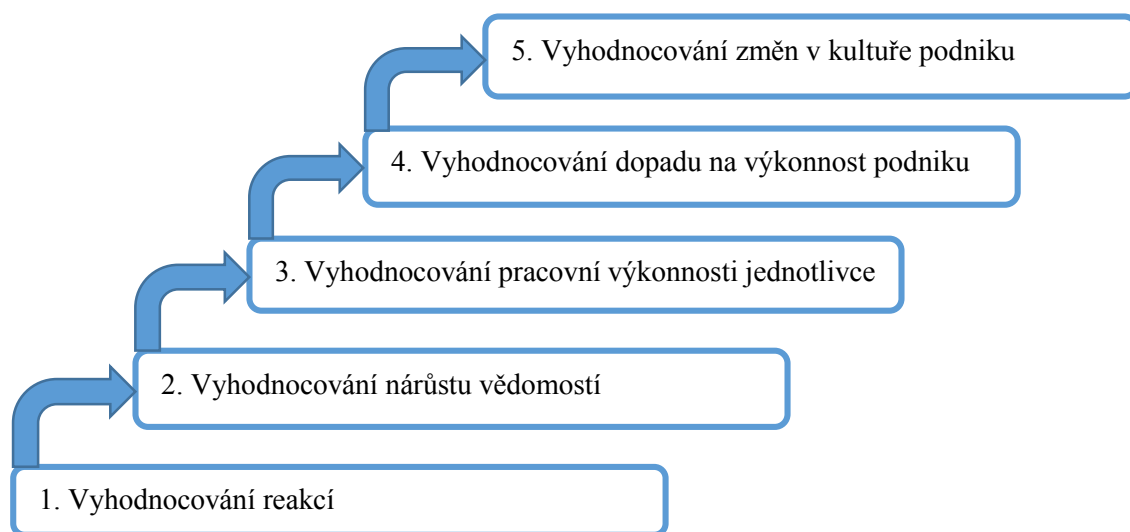 5. Vyhodnocování změn v kultuře podniku
4. Vyhodnocování dopadu na výkonnost podniku
3. Vyhodnocování pracovní výkonnosti jednotlivce
2. Vyhodnocování nárůstu vědomostí
1. Vyhodnocování reakcí